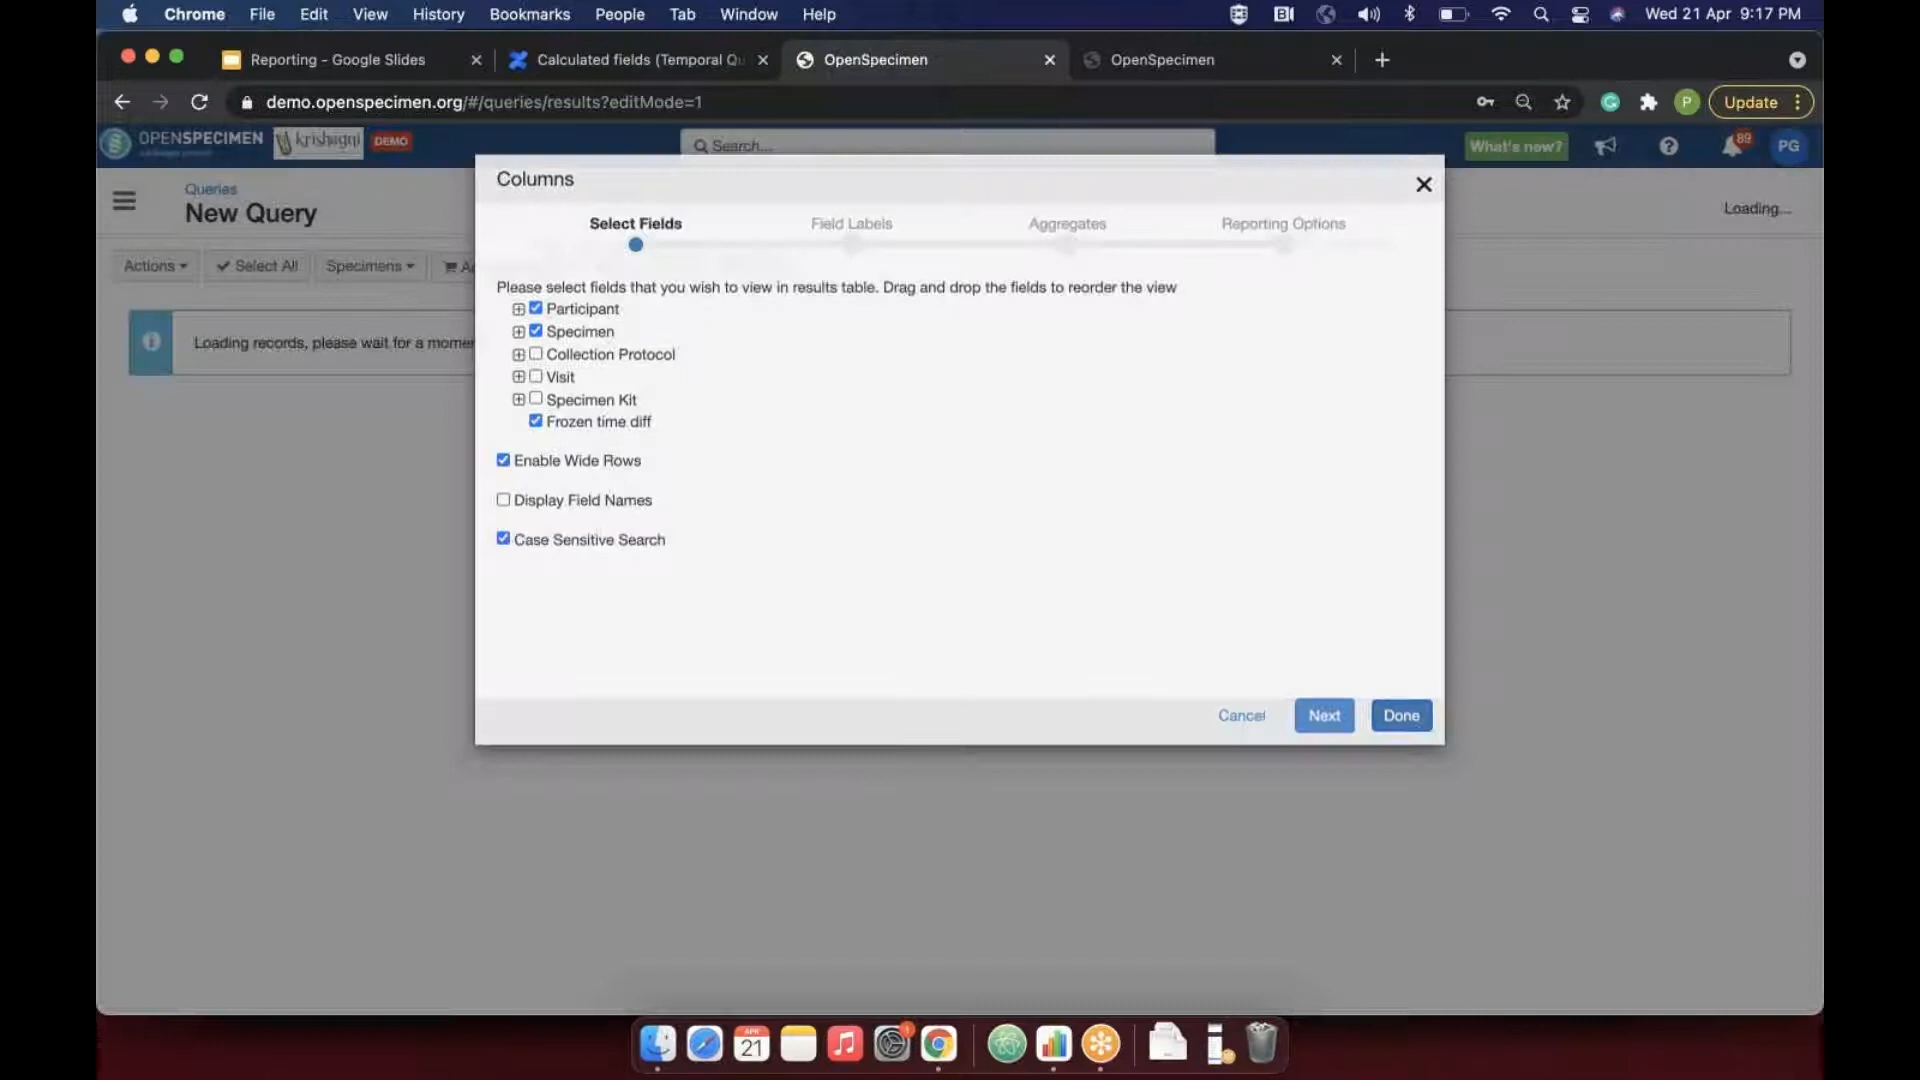 Chrome File Edit View History Bookmarks People Tab Window Help Wed 21 Apr 9:17 PM
Reporting - Google Slides Calculated fields (Temporal Qu OpenSpecimen OpenSpecimen
demo.openspecimen.org/#/queries/results?editMode=1 P Update
OPENSPECIMEN krishagni DEMO Search... What's new? 89 PG
Queries
New Query
Loading...
Actions Select All Specimens
Loading records, please wait for a momen
Columns
Select Fields Field Labels Aggregates Reporting Options
Please select fields that you wish to view in results table. Drag and drop the fields to reorder the view
Participant
Specimen
Collection Protocol
Visit
Specimen Kit
Frozen time diff
Enable Wide Rows
Display Field Names
Case Sensitive Search
Cancel Next Done
APR
21
1